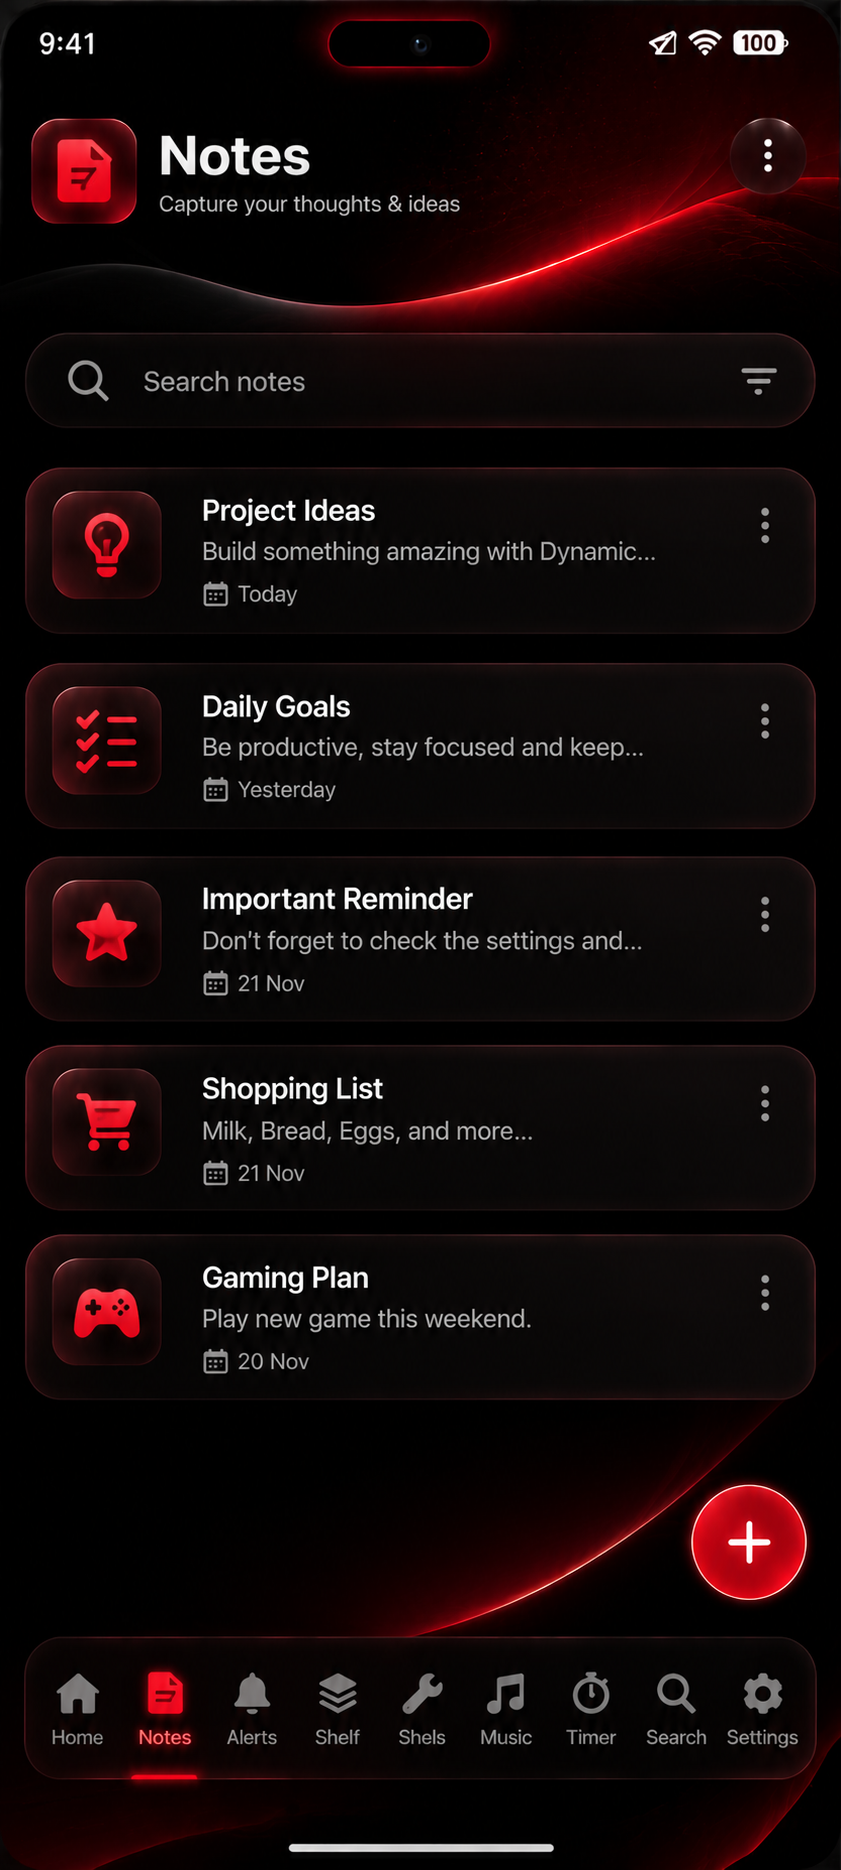 9:41
100
Notes
Capture your thoughts & ideas
Search notes
Project Ideas
Build something amazing with Dynamic...
Today
Daily Goals
Be productive, stay focused and keep...
Yesterday
Important Reminder
Don't forget to check the settings and...
21 Nov
Shopping List
Milk, Bread, Eggs, and more...
21 Nov
Gaming Plan
Play new game this weekend.
20 Nov
Home Notes Alerts Shelf Shels Music Timer Search Settings